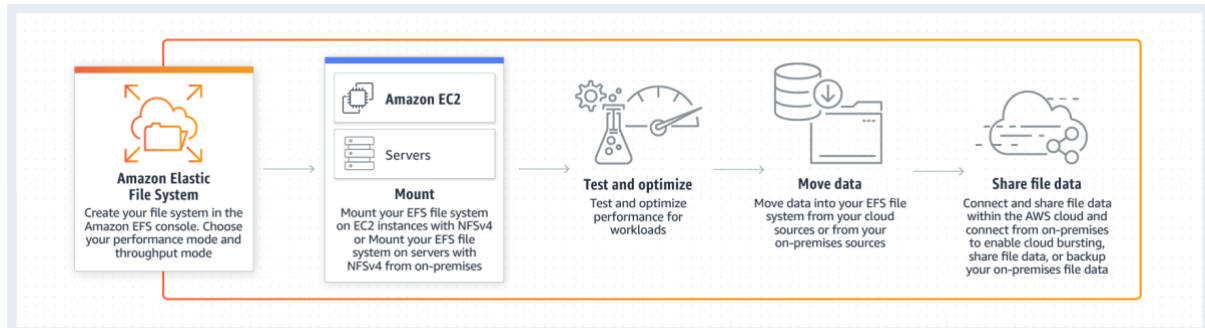 Amazon Elastic
File System
Create your file system in the
Amazon EFS console. Choose
your performance mode and
throughput mode
Amazon EC2
Servers
Mount
Mount your EFS file system
on EC2 instances with NFSv4
or Mount your EFS file
system on servers with
NFSv4 from on-premises
Test and optimize
Test and optimize
performance for
workloads
Move data
Move data into your EFS file
system from your cloud
sources or from your
on-premises sources
Share file data
Connect and share file data
within the AWS cloud and
connect from on-premises
to enable cloud bursting,
share file data, or backup
your on-premises file data